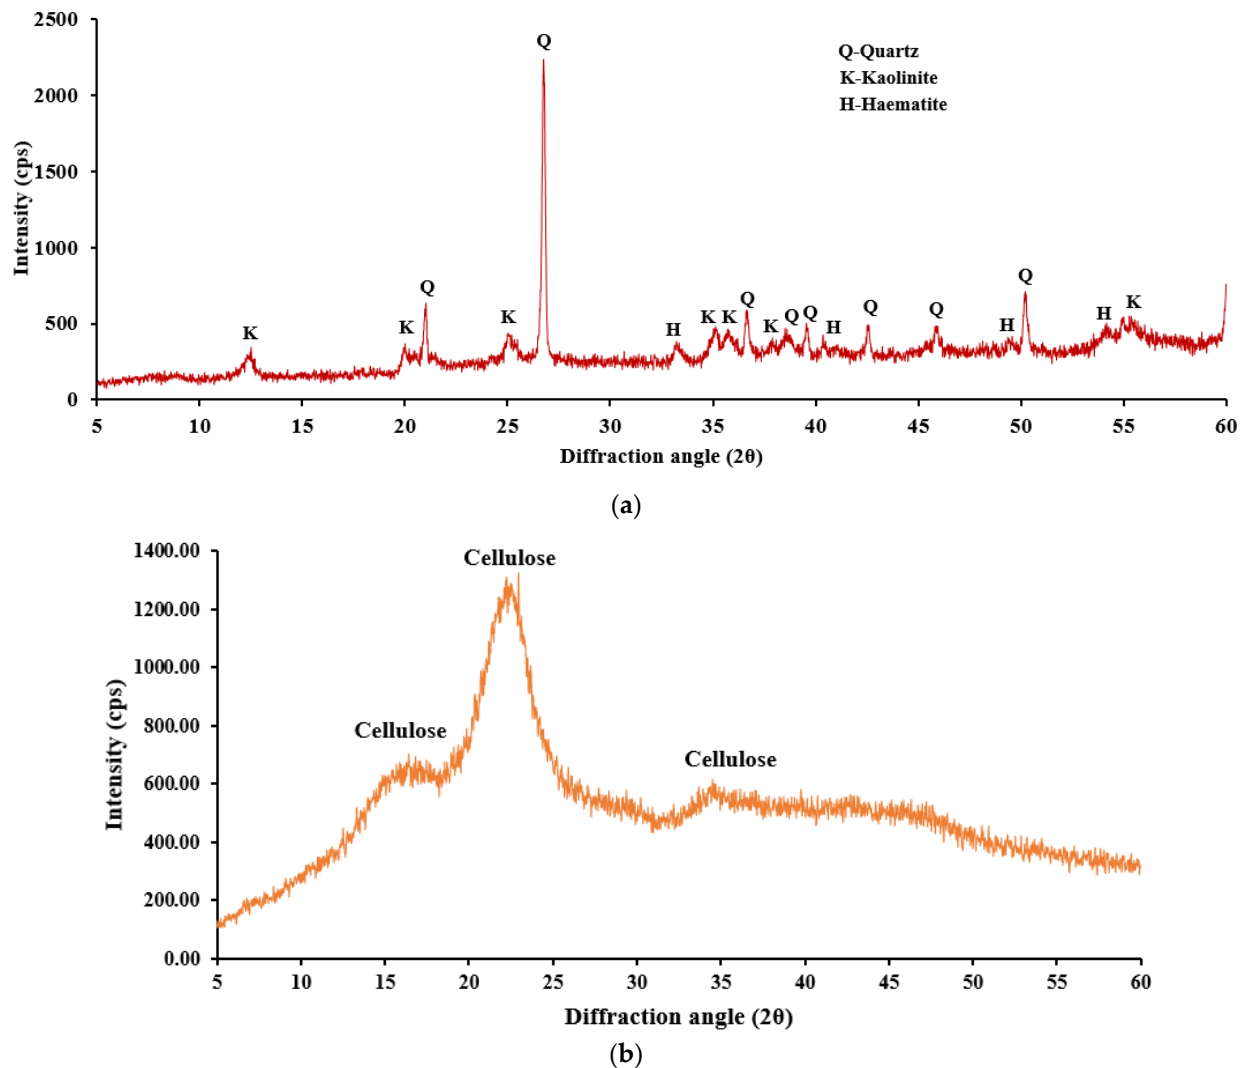 2500
2000
1500
1000
500
0
Intensity (cps)
Q
Q-Quartz
K-Kaolinite
H-Haematite
K
K
Q
K
H
K
K
Q
K
Q
Q
H
Q
Q
H
Q
H
K
5 10 15 20 25 30 35 40 45 50 55 60
Diffraction angle (2θ)
(a)
1400.00
1200.00
1000.00
800.00
600.00
400.00
200.00
0.00
Intensity (cps)
Cellulose
Cellulose
Cellulose
5 10 15 20 25 30 35 40 45 50 55 60
Diffraction angle (2θ)
(b)